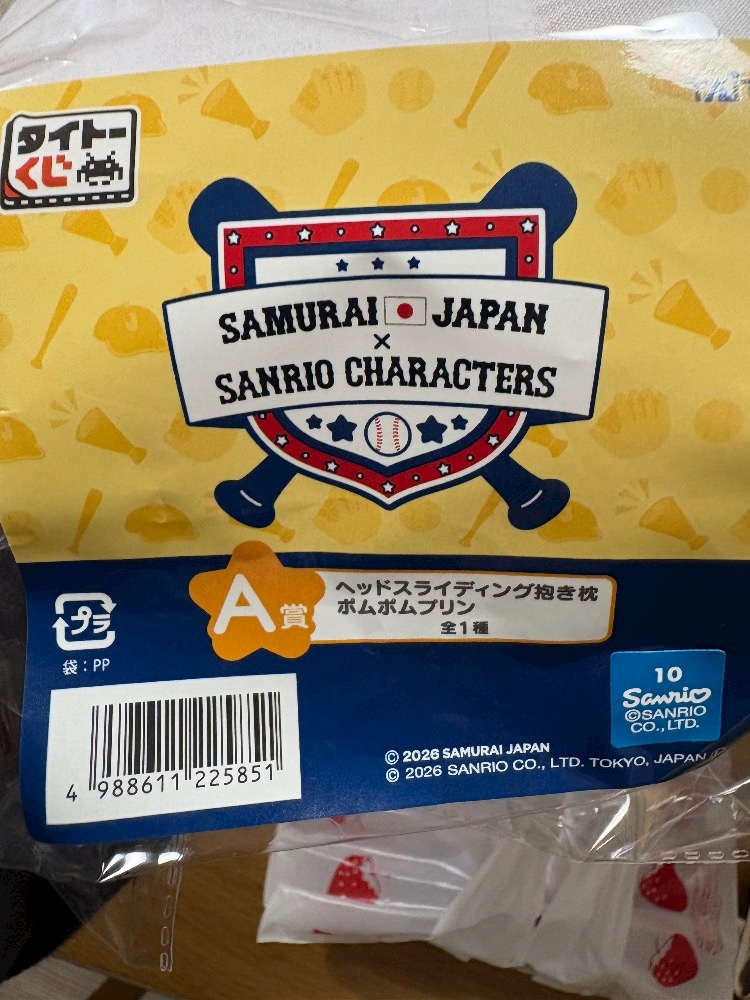 タイトー
くじ
SAMURAI JAPAN
×
SANRIO CHARACTERS
A賞
ヘッドスライディング抱き枕
ポムポムプリン
全1種
プラ
袋：PP
4 988611 225851
10
Sanrio
©SANRIO
CO.,LTD.
© 2026 SAMURAI JAPAN
© 2026 SANRIO CO., LTD. TOKYO, JAPAN